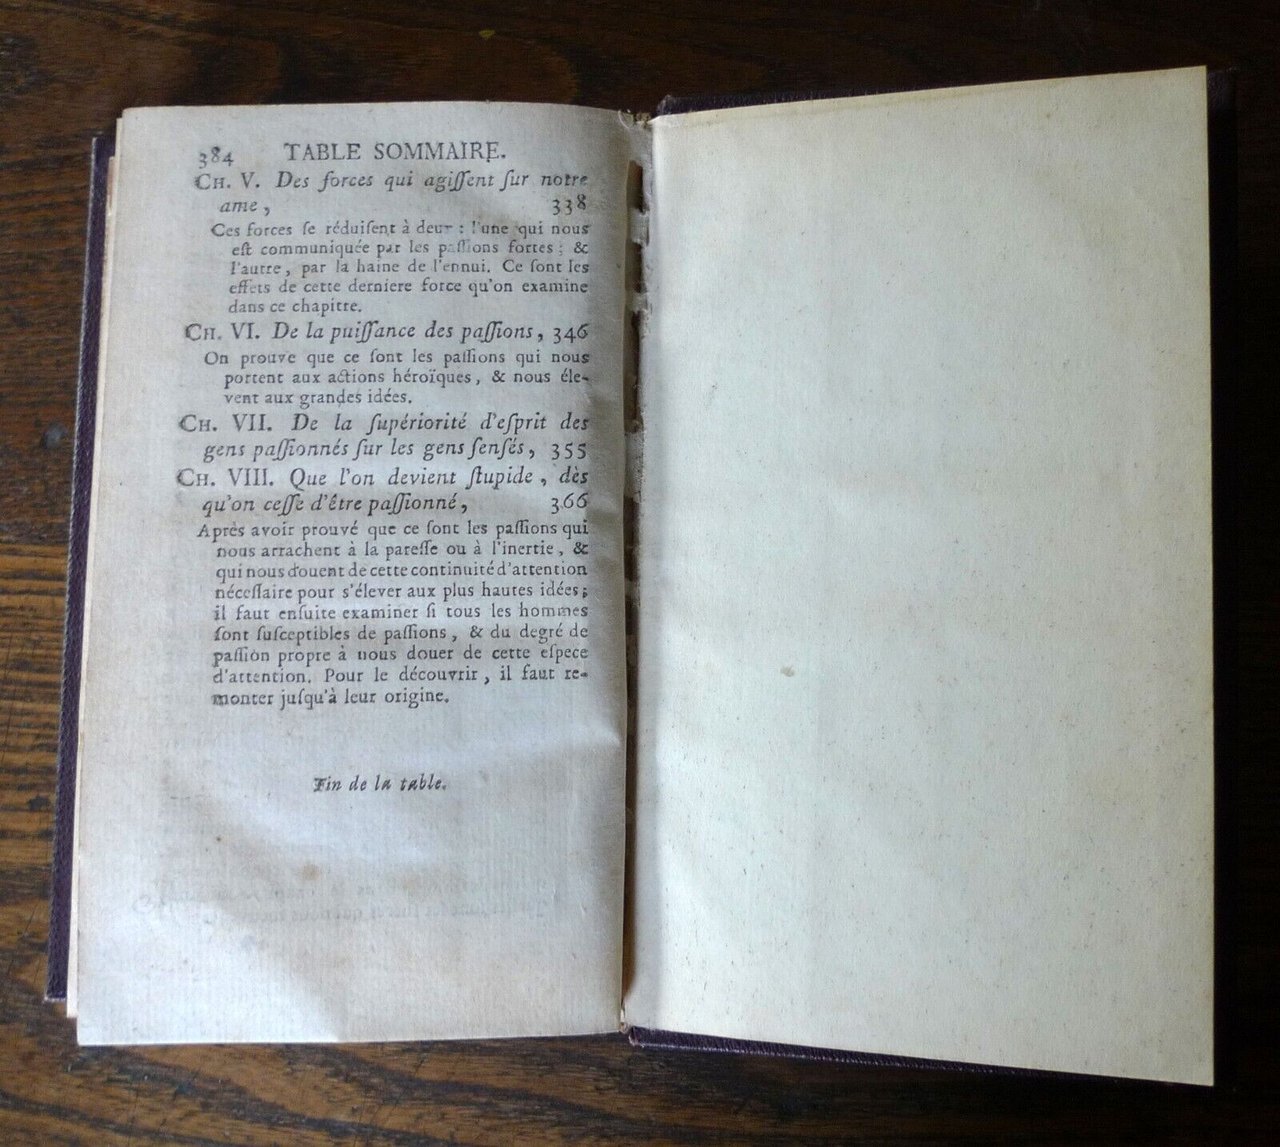 384 TABLE SOMMAIRE.
CH. V. Des forces qui agiſſent ſur notre
ame, 338
Ces forces ſe réduiſent à deux : l'une qui nous
eſt communiquée par les paſſions fortes ; &
l'autre, par la haine de l'ennui. Ce ſont les
effets de cette derniere force qu'on examine
dans ce chapitre.
CH. VI. De la puiſſance des paſſions, 346
On prouve que ce ſont les paſſions qui nous
portent aux actions héroïques, & nous éle-
vent aux grandes idées.
CH. VII. De la ſupériorité d'eſprit des
gens paſſionnés ſur les gens ſenſés, 355
CH. VIII. Que l'on devient ſtupide, dès
qu'on ceſſe d'être paſſionné, 366
Après avoir prouvé que ce ſont les paſſions qui
nous arrachent à la pareſſe ou à l'inertie, &
qui nous douent de cette continuité d'attention
néceſſaire pour s'élever aux plus hautes idées ;
il faut enſuite examiner ſi tous les hommes
ſont ſuſceptibles de paſſions, & du degré de
paſſion propre à nous douer de cette eſpece
d'attention. Pour le découvrir, il faut re-
monter juſqu'à leur origine.
Fin de la table.